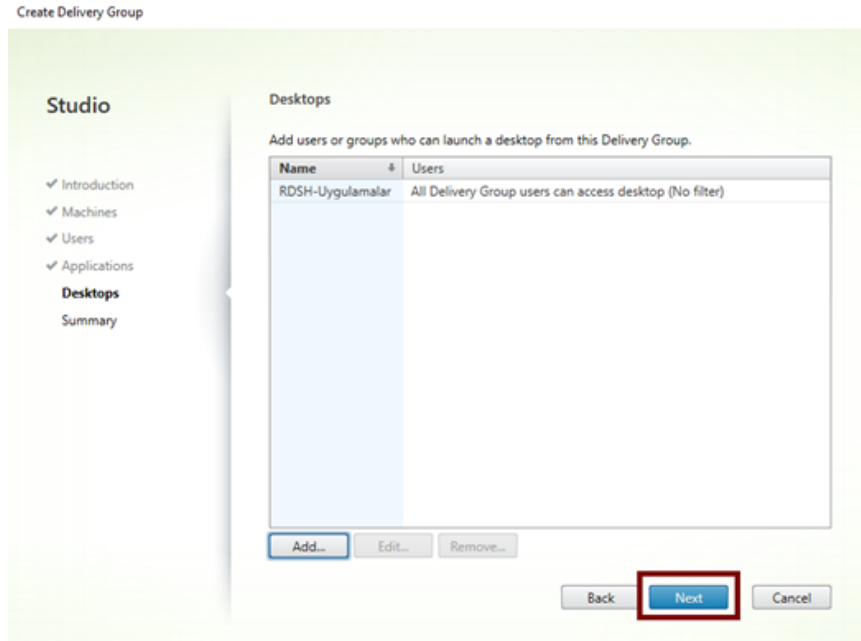 Create Delivery Group
Studio
Introduction
Machines
Users
Applications
Desktops
Summary
Desktops
Add users or groups who can launch a desktop from this Delivery Group.
Name Users
RDSH-Uygulamalar All Delivery Group users can access desktop (No filter)
Add... Edit... Remove...
Back Next Cancel